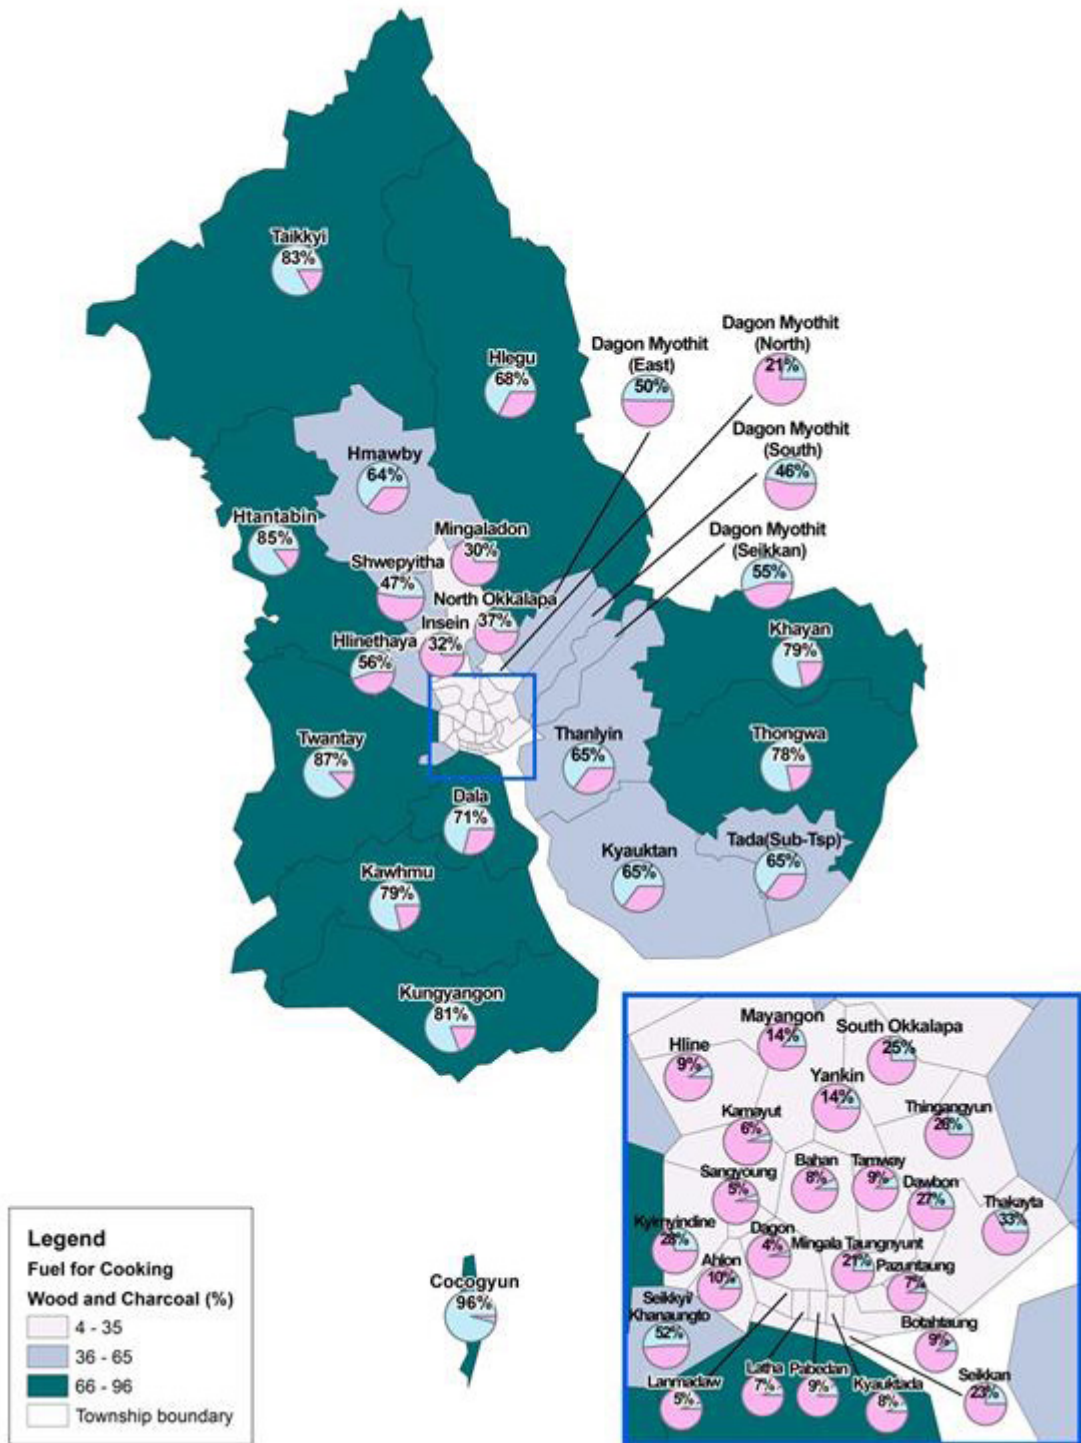 Taikkyi
83%
Hlegu
68%
Dagon Myothit
(East)
50%
Dagon Myothit
(North)
21%
Dagon Myothit
(South)
46%
Dagon Myothit
(Seikkan)
55%
Hmawby
64%
Htantabin
85%
Mingaladon
30%
Shwepyitha
47%
North Okkalapa
37%
Insein
32%
Hlinethaya
56%
Khayan
79%
Twantay
87%
Thanlyin
65%
Thongwa
78%
Dala
71%
Kyauktan
65%
Tada(Sub-Tsp)
65%
Kawhmu
79%
Kungyangon
81%
Cocogyun
96%
Mayangon
14%
South Okkalapa
25%
Hline
9%
Yankin
14%
Kamayut
6%
Thingangyun
26%
Sangyoung
5%
Bahan
8%
Tamway
9%
Dawbon
27%
Thakayta
33%
Kyimyindine
28%
Dagon
4%
Mingala Taungnyunt
21%
Ahlon
10%
Pazuntaung
7%
Seikkyi/
Khanaungto
52%
Botahtaung
9%
Lanmadaw
5%
Latha
7%
Pabedan
9%
Kyauktada
8%
Seikkan
23%
Legend
Fuel for Cooking
Wood and Charcoal (%)
4 - 35
36 - 65
66 - 96
Township boundary